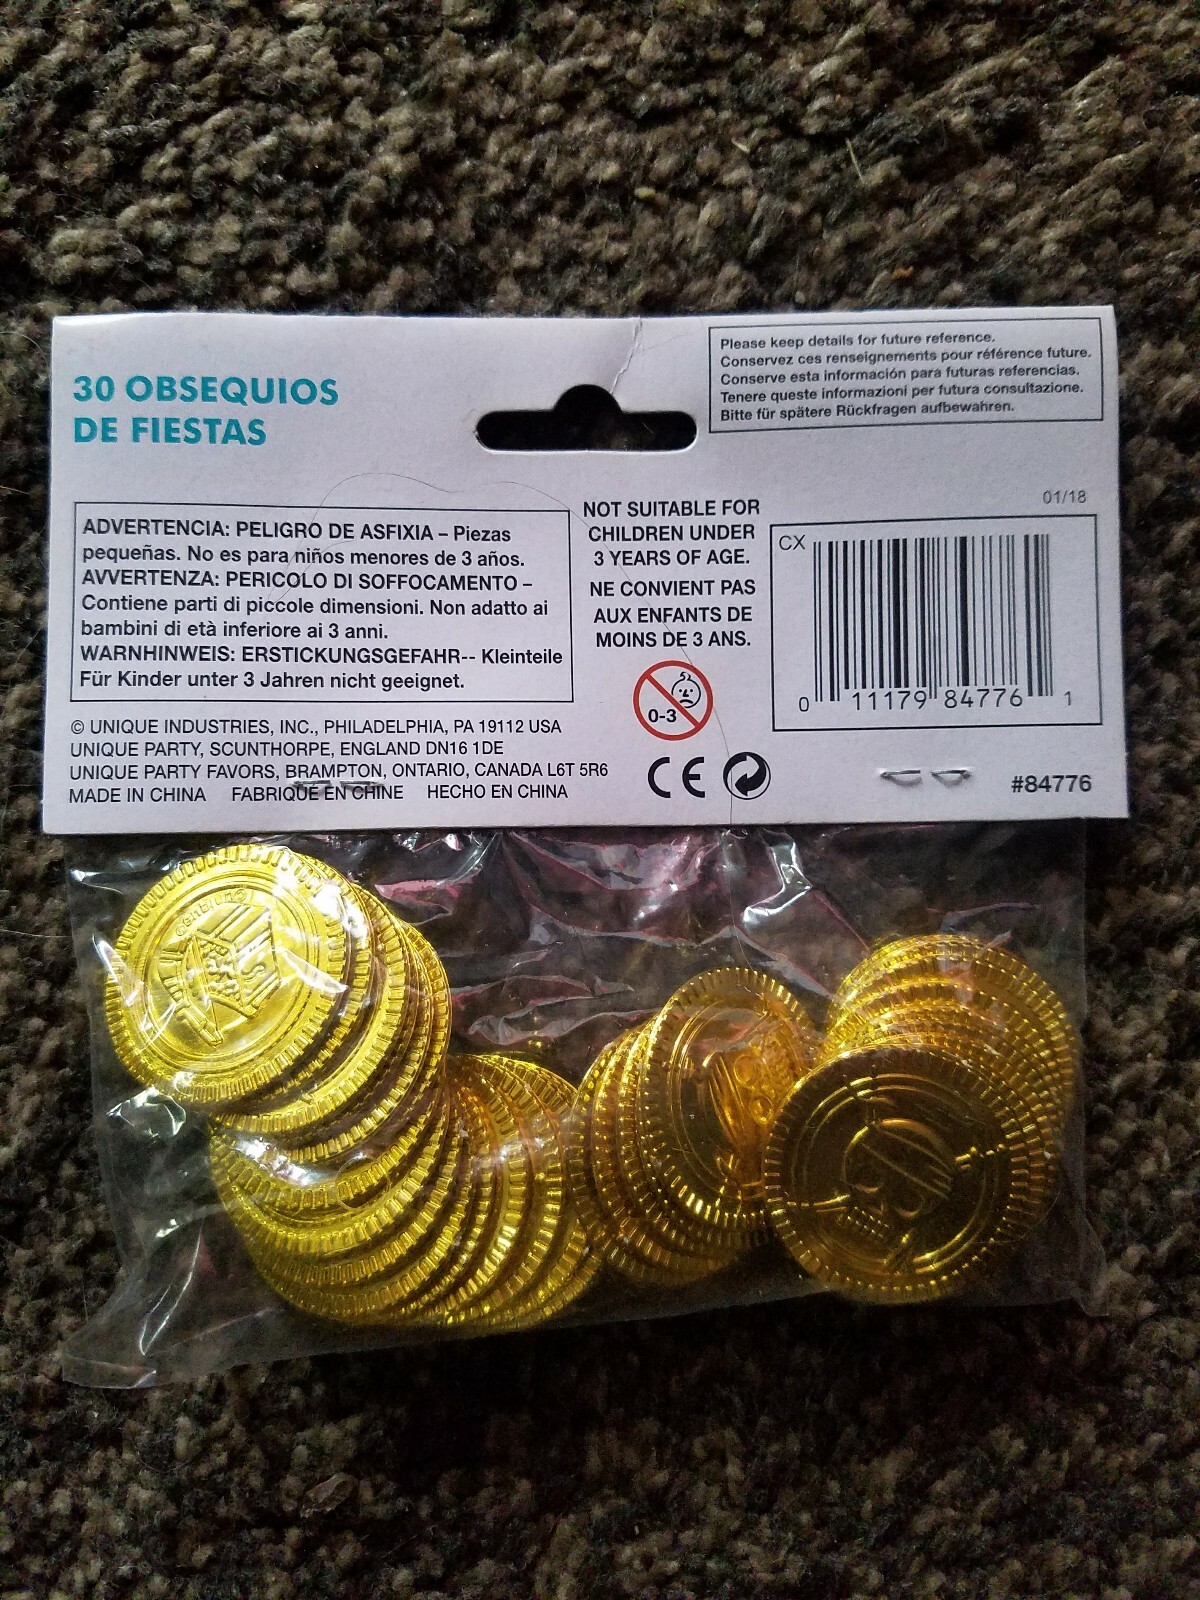 30 OBSEQUIOS
DE FIESTAS
Please keep details for future reference.
Conservez ces renseignements pour référence future.
Conserve esta información para futuras referencias.
Tenere queste informazioni per futura consultazione.
Bitte für spätere Rückfragen aufbewahren.
ADVERTENCIA: PELIGRO DE ASFIXIA – Piezas
pequeñas. No es para niños menores de 3 años.
AVVERTENZA: PERICOLO DI SOFFOCAMENTO –
Contiene parti di piccole dimensioni. Non adatto ai
bambini di età inferiore ai 3 anni.
WARNHINWEIS: ERSTICKUNGSGEFAHR-- Kleinteile
Für Kinder unter 3 Jahren nicht geeignet.
NOT SUITABLE FOR
CHILDREN UNDER
3 YEARS OF AGE.
NE CONVIENT PAS
AUX ENFANTS DE
MOINS DE 3 ANS.
0-3
01/18
CX
0 11179 84776 1
© UNIQUE INDUSTRIES, INC., PHILADELPHIA, PA 19112 USA
UNIQUE PARTY, SCUNTHORPE, ENGLAND DN16 1DE
UNIQUE PARTY FAVORS, BRAMPTON, ONTARIO, CANADA L6T 5R6
MADE IN CHINA FABRIQUE EN CHINE HECHO EN CHINA
CE
#84776